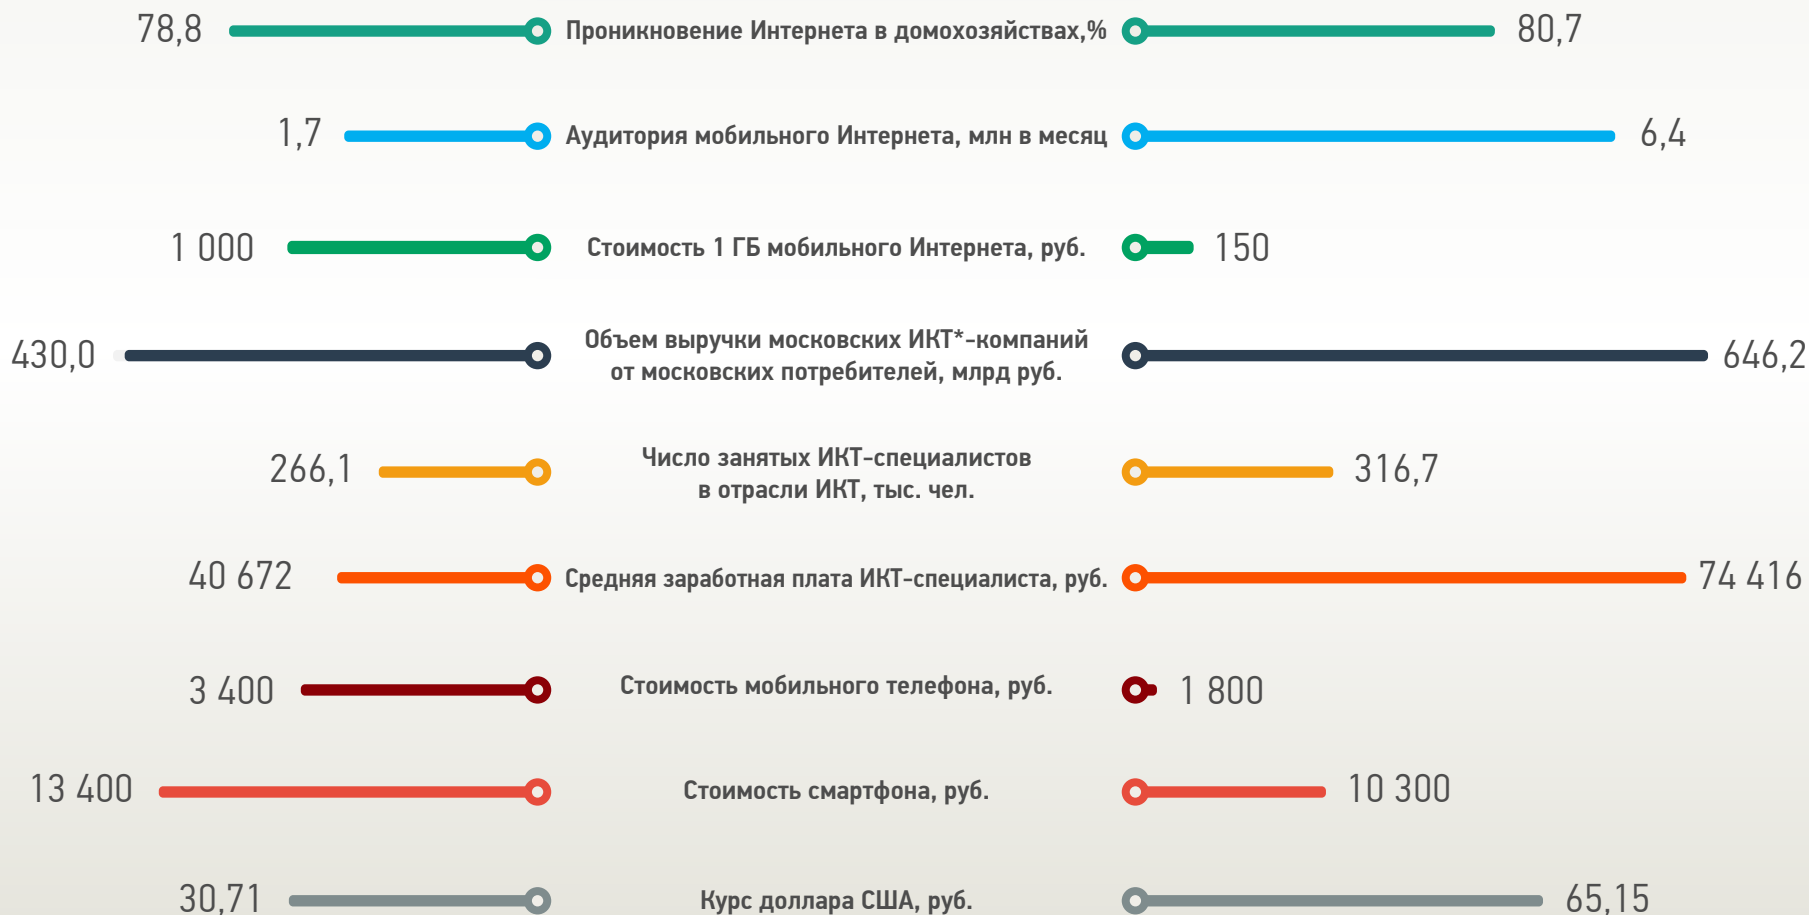 78,8 Проникновение Интернета в домохозяйствах,% 80,7
1,7 Аудитория мобильного Интернета, млн в месяц 6,4
1 000 Стоимость 1 ГБ мобильного Интернета, руб. 150
Объем выручки московских ИКТ*-компаний
430,0 от московских потребителей, млрд руб. 646,2
Число занятых ИКТ-специалистов
266,1 в отрасли ИКТ, тыс. чел. 316,7
40 672 Средняя заработная плата ИКТ-специалиста, руб. 74 416
3 400 Стоимость мобильного телефона, руб. 1 800
13 400 Стоимость смартфона, руб. 10 300
30,71 Курс доллара США, руб. 65,15